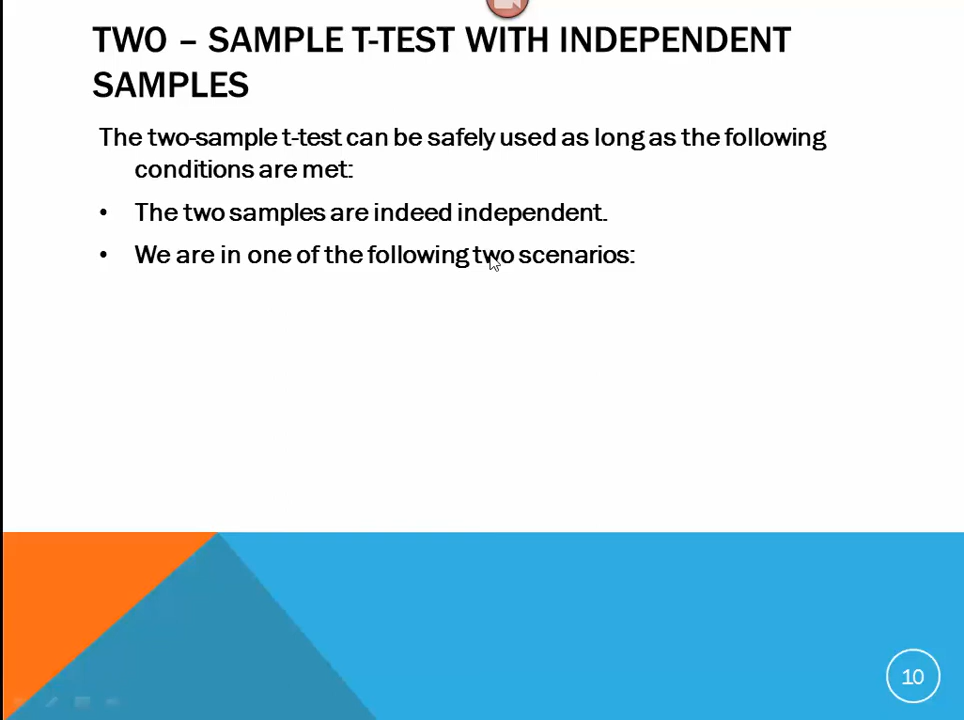 TWO – SAMPLE T-TEST WITH INDEPENDENT
SAMPLES
The two-sample t-test can be safely used as long as the following
conditions are met:
• The two samples are indeed independent.
• We are in one of the following two scenarios:
10